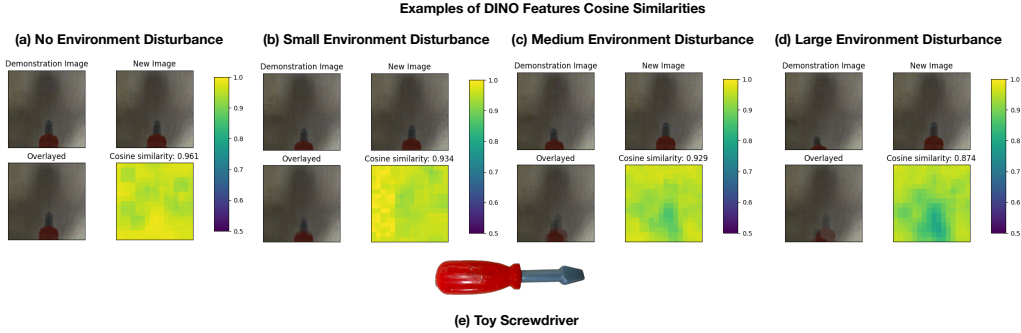 Examples of DINO Features Cosine Similarities
(a) No Environment Disturbance
Demonstration Image
New Image
1.0
0.9
0.8
0.7
0.6
0.5
Overlayed
Cosine similarity: 0.961
(b) Small Environment Disturbance
Demonstration Image
New Image
1.0
0.9
0.8
0.7
0.6
0.5
Overlayed
Cosine similarity: 0.934
(c) Medium Environment Disturbance
Demonstration Image
New Image
1.0
0.9
0.8
0.7
0.6
0.5
Overlayed
Cosine similarity: 0.929
(d) Large Environment Disturbance
Demonstration Image
New Image
1.0
0.9
0.8
0.7
0.6
0.5
Overlayed
Cosine similarity: 0.874
(e) Toy Screwdriver